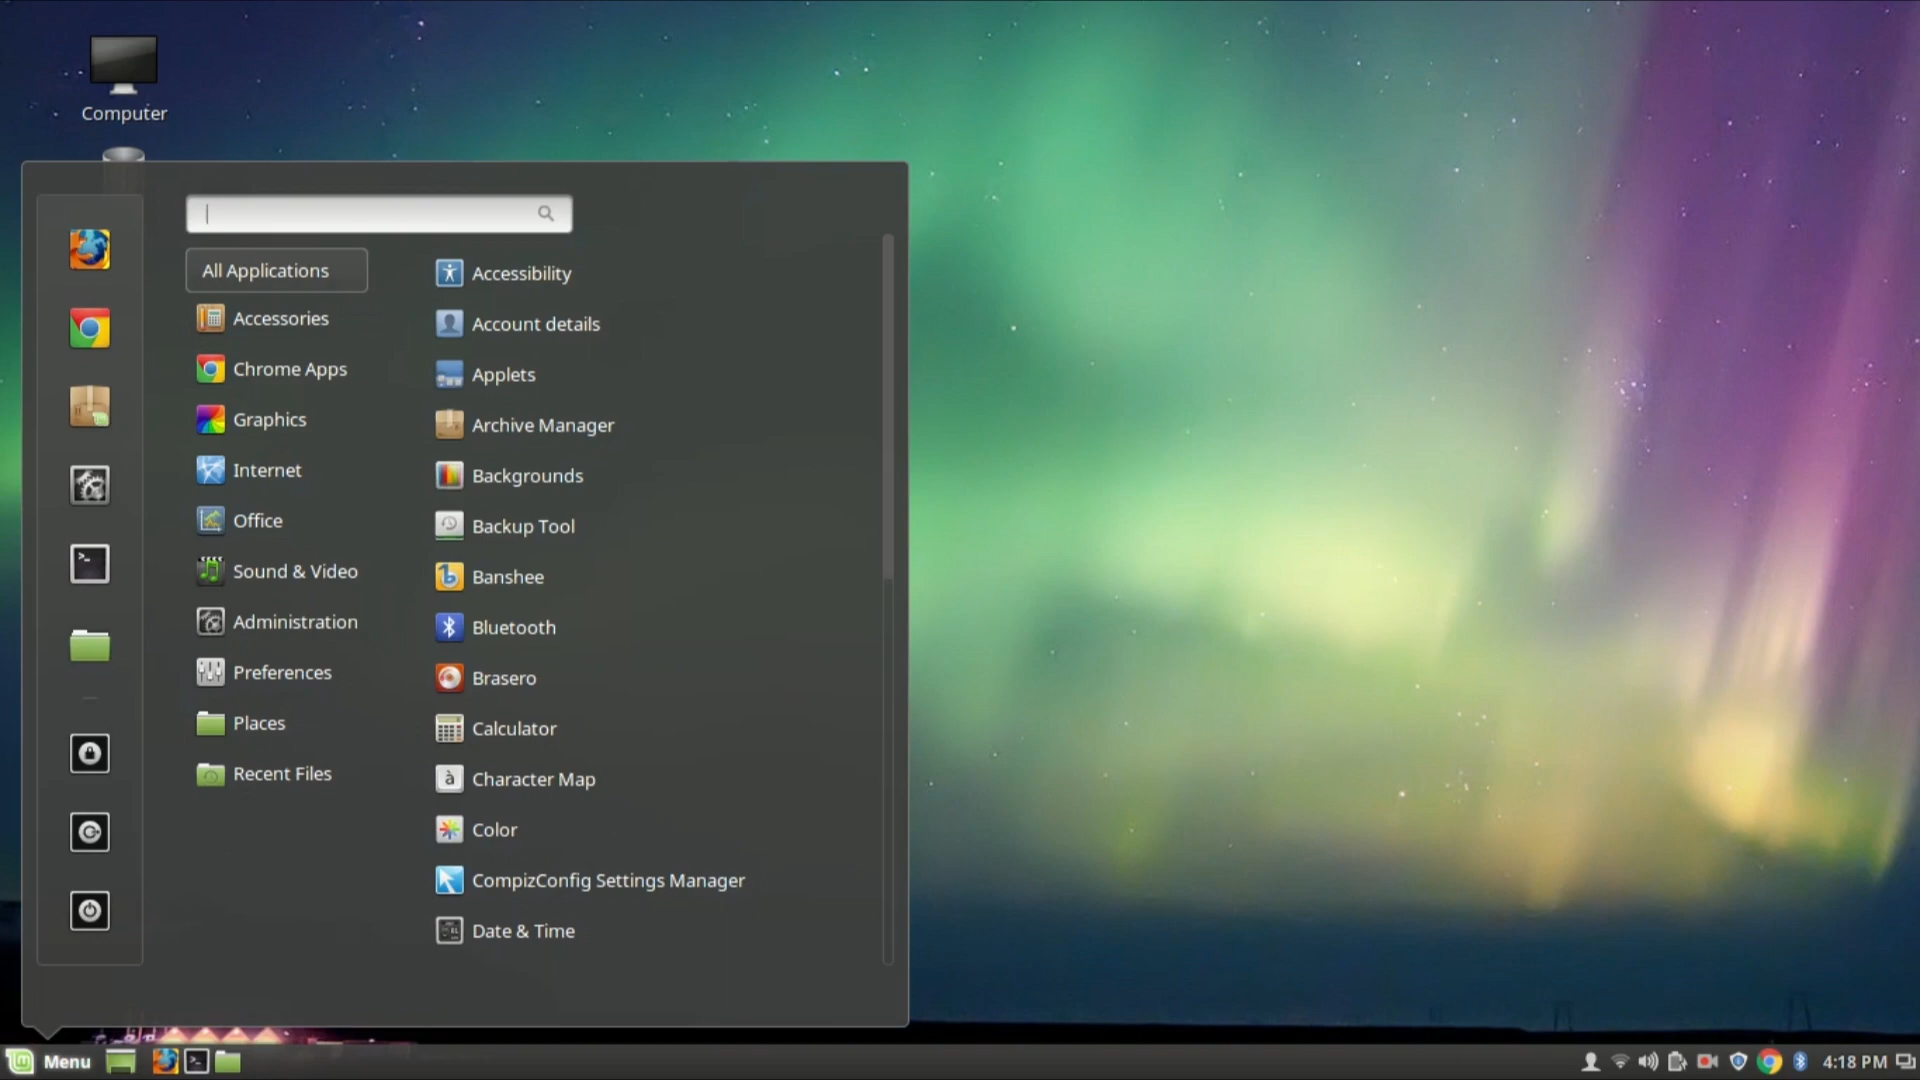 Computer
All Applications
Accessories
Chrome Apps
Graphics
Internet
Office
Sound & Video
Administration
Preferences
Places
Recent Files
Accessibility
Account details
Applets
Archive Manager
Backgrounds
Backup Tool
Banshee
Bluetooth
Brasero
Calculator
Character Map
Color
CompizConfig Settings Manager
Date & Time
Menu
4:18 PM